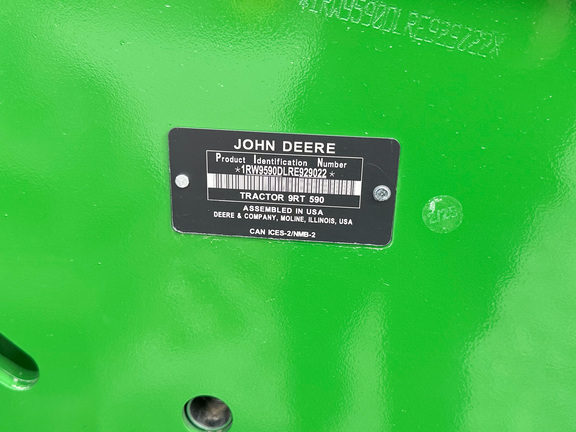 *1RW9590DLRE929022*
JOHN DEERE
Product Identification Number
*1RW9590DLRE929022*
TRACTOR 9RT 590
ASSEMBLED IN USA
DEERE & COMPANY, MOLINE, ILLINOIS, USA
CAN ICES-2/NMB-2